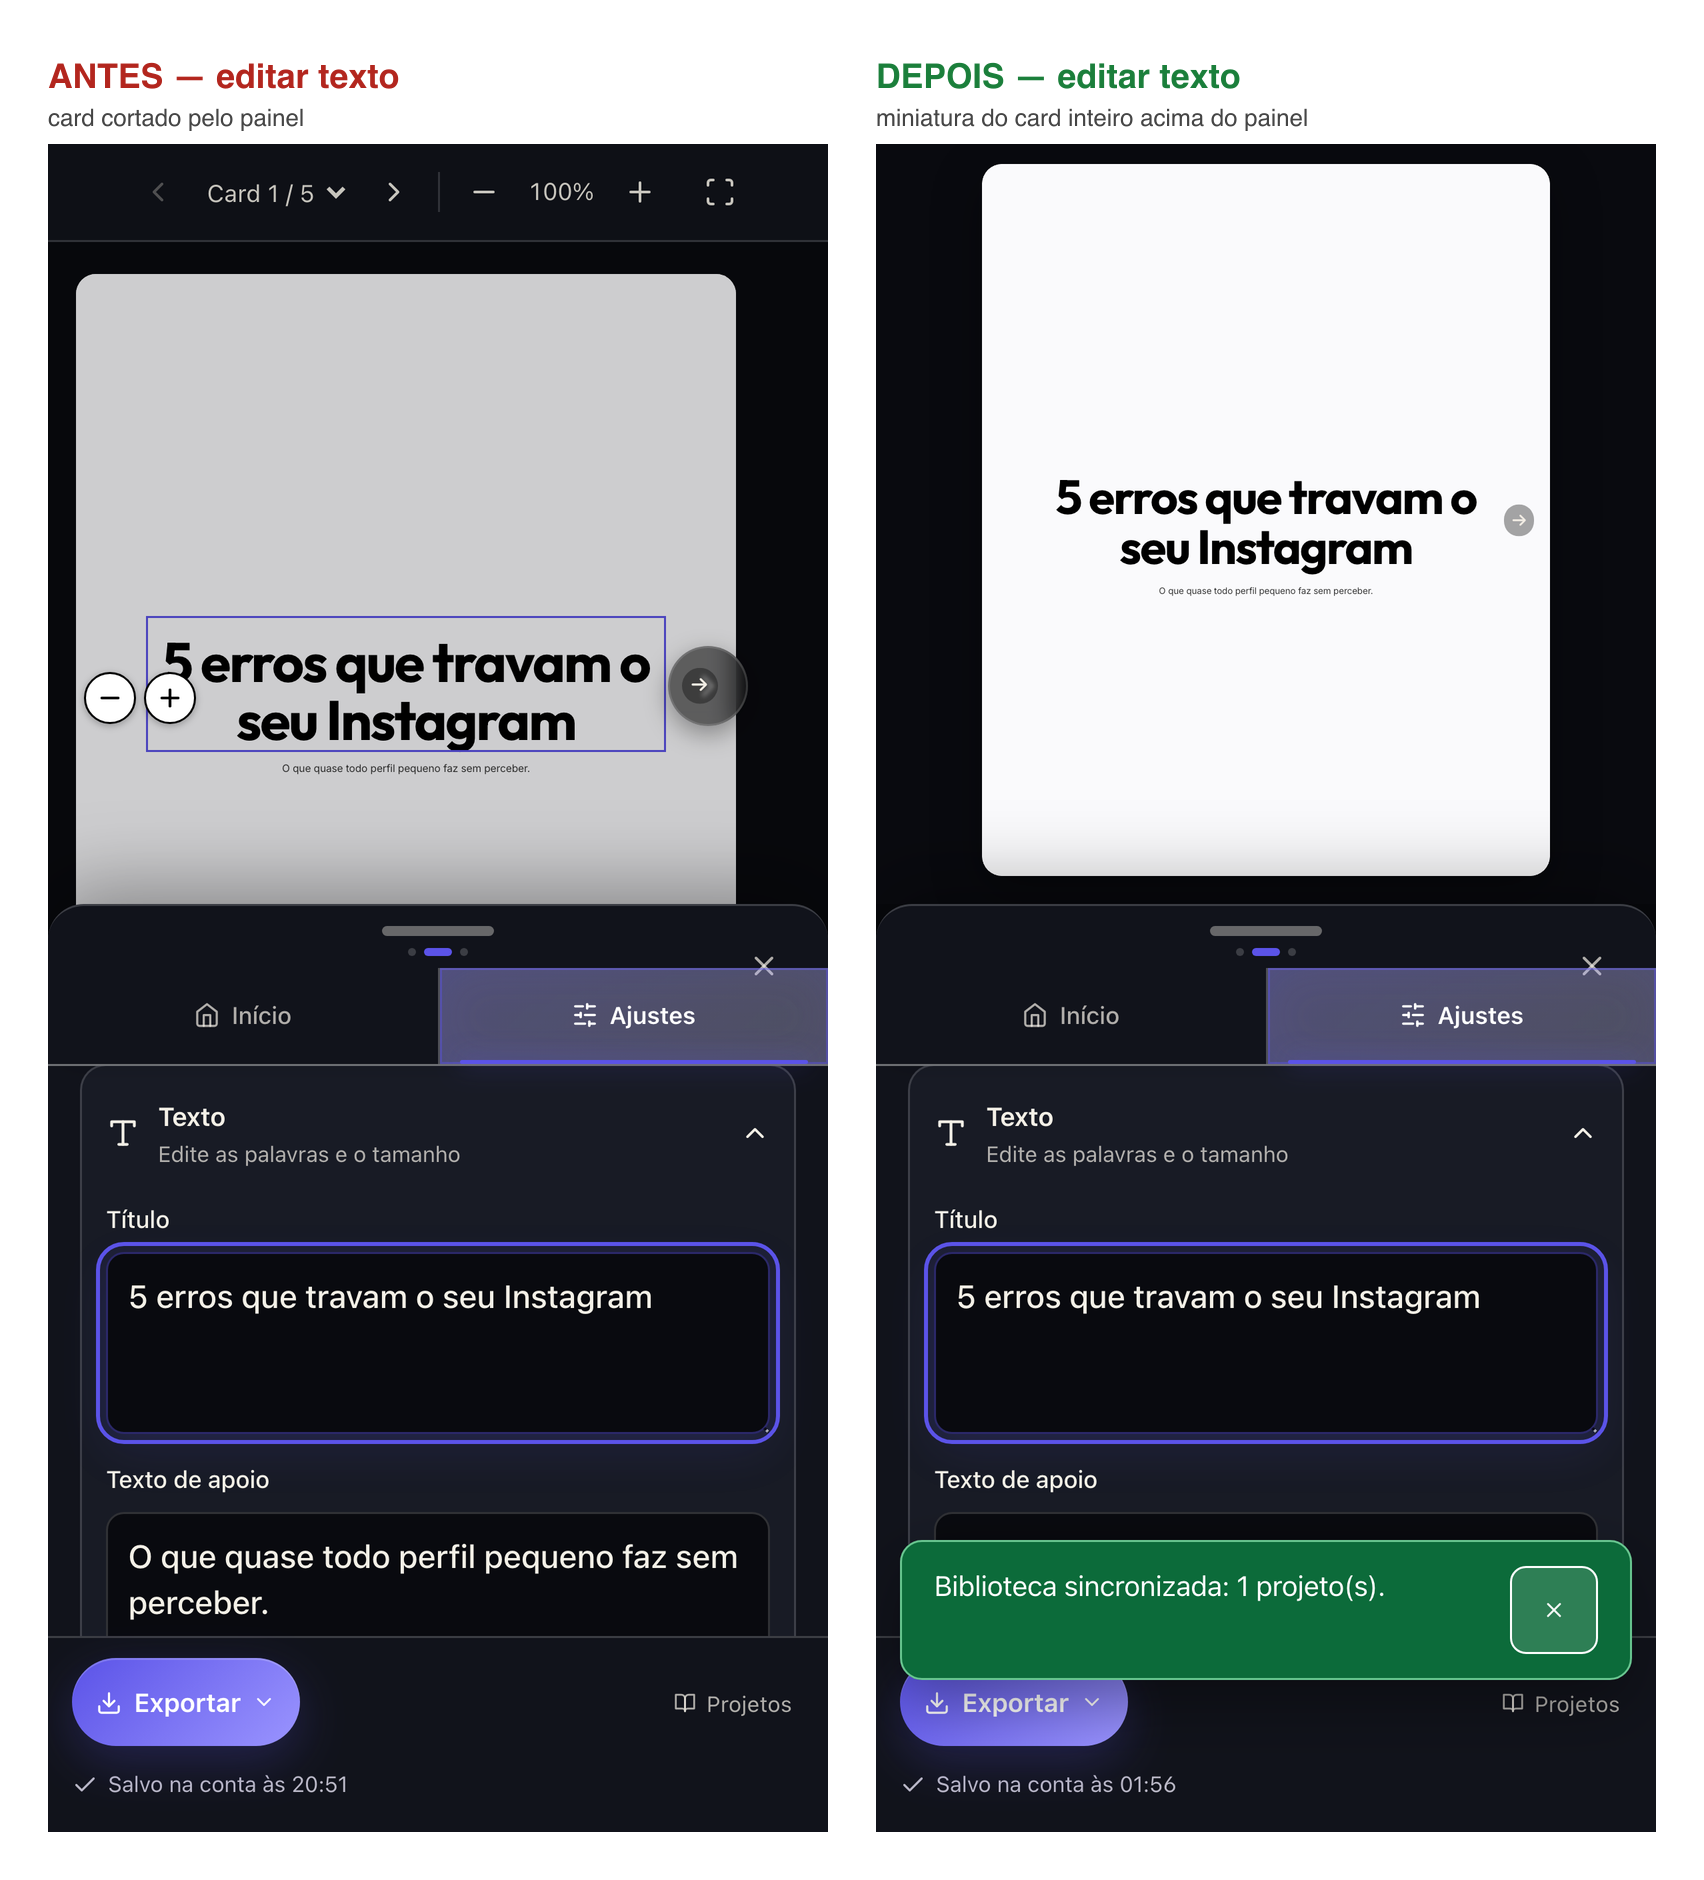 ANTES — editar texto
card cortado pelo painel
Card 1 / 5
100%
5 erros que travam o
seu Instagram
O que quase todo perfil pequeno faz sem perceber.
Início
Ajustes
Texto
Edite as palavras e o tamanho
Título
5 erros que travam o seu Instagram
Texto de apoio
O que quase todo perfil pequeno faz sem
perceber.
Exportar
Projetos
Salvo na conta às 20:51
DEPOIS — editar texto
miniatura do card inteiro acima do painel
5 erros que travam o
seu Instagram
O que quase todo perfil pequeno faz sem perceber.
Início
Ajustes
Texto
Edite as palavras e o tamanho
Título
5 erros que travam o seu Instagram
Texto de apoio
Biblioteca sincronizada: 1 projeto(s).
Exportar
Projetos
Salvo na conta às 01:56